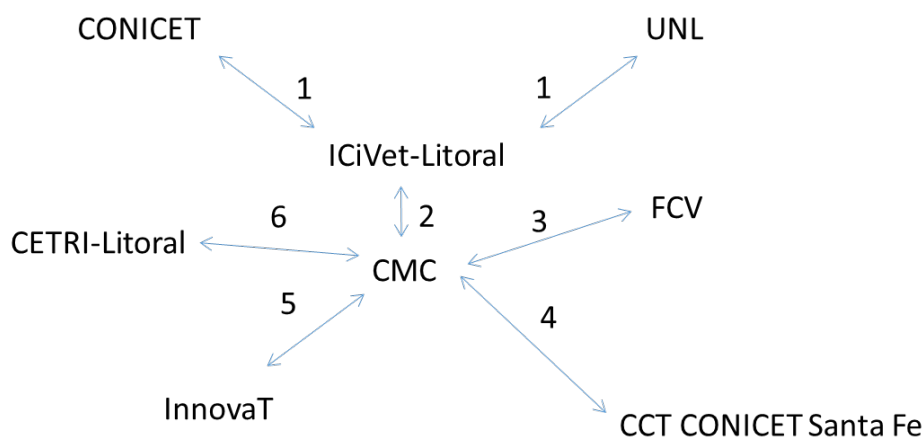 CONICET
UNL
1
1
ICiVet-Litoral
2
3
FCV
6
CETRI-Litoral
CMC
5
4
InnovaT
CCT CONICET Santa Fe